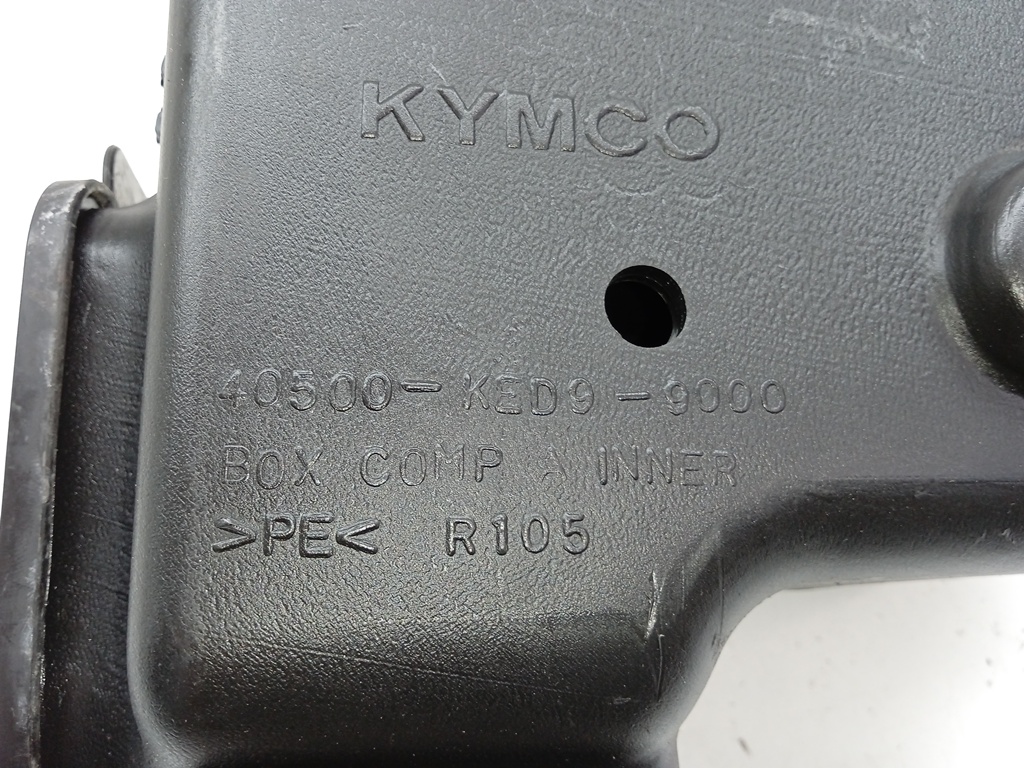 KYMCO
40500-KED9-9000
BOX COMP A INNER
>PE< R105